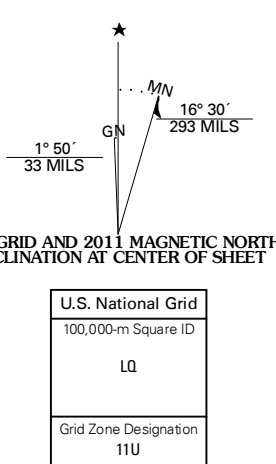 ★
MN
GN
16° 30´
293 MILS
1° 50´
33 MILS
GRID AND 2011 MAGNETIC NORTH
CLINATION AT CENTER OF SHEET
U.S. National Grid
100,000-m Square ID
LQ
Grid Zone Designation
11U